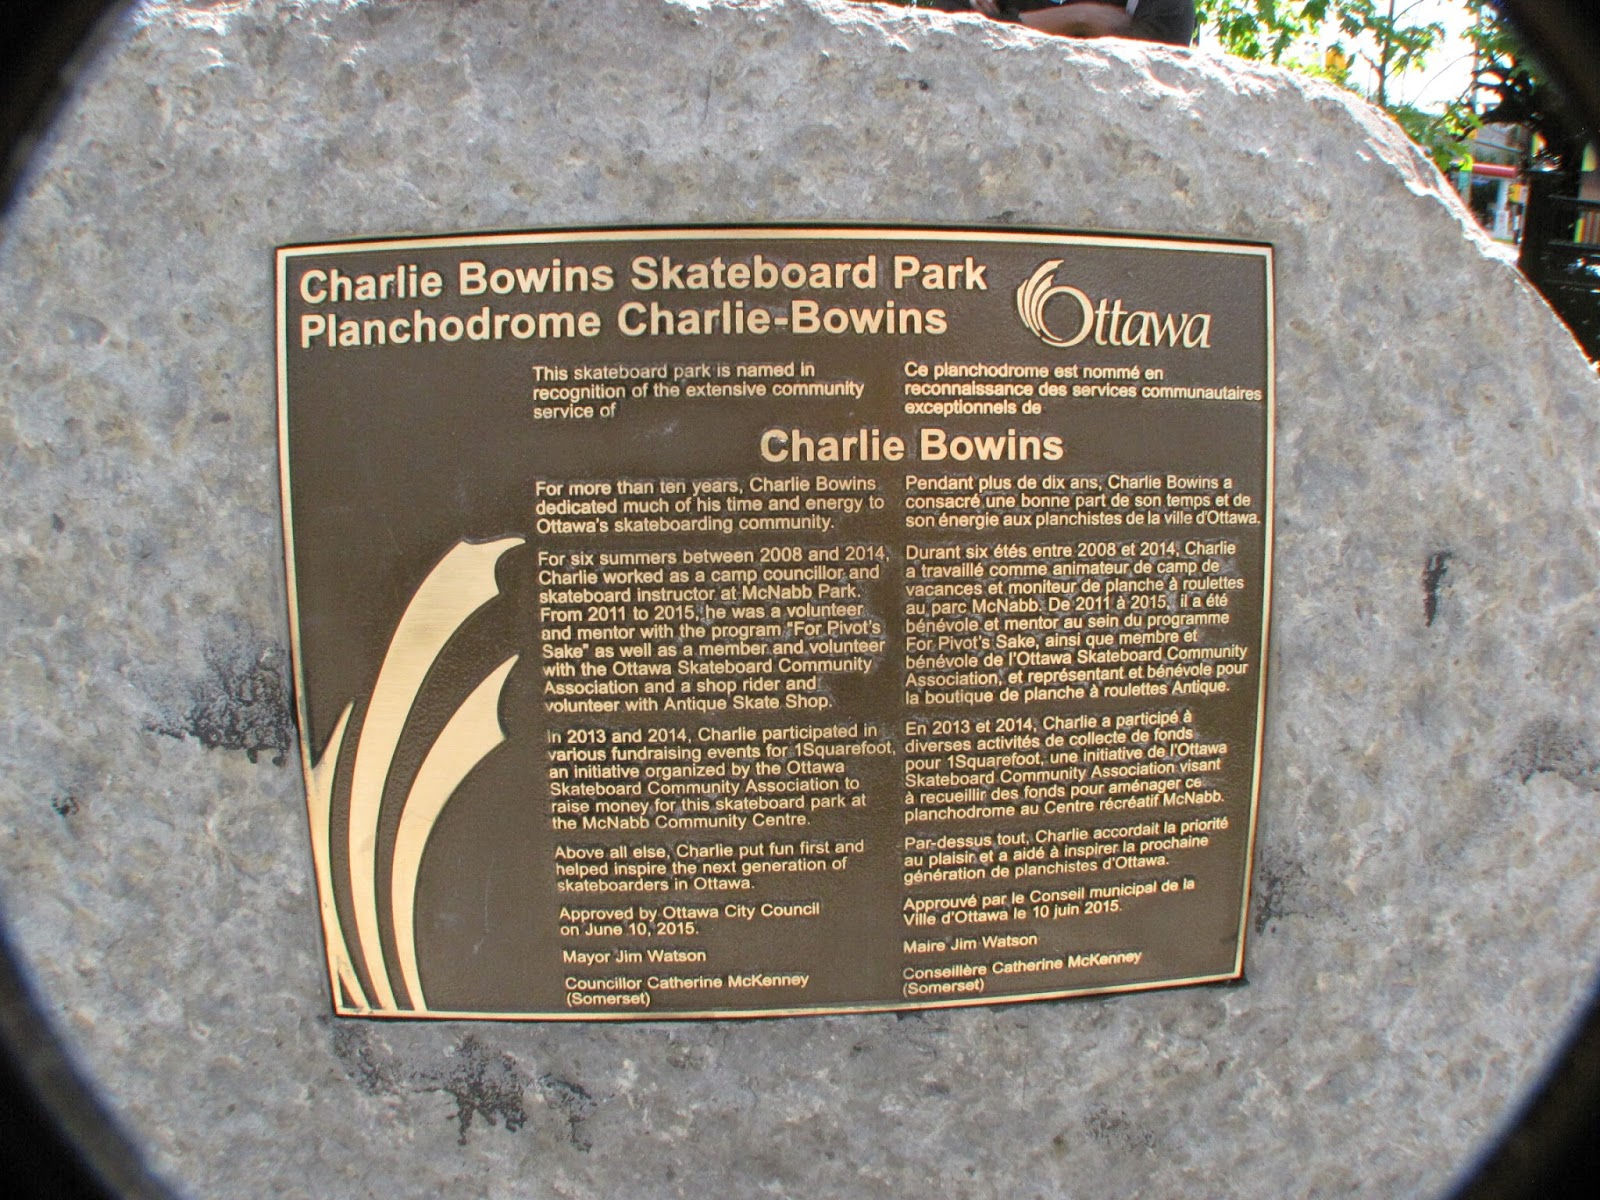 Charlie Bowins Skateboard Park
Planchodrome Charlie-Bowins
Ottawa
This skateboard park is named in
recognition of the extensive community
service of
Ce planchodrome est nommé en
reconnaissance des services communautaires
exceptionnels de
Charlie Bowins
For more than ten years, Charlie Bowins
dedicated much of his time and energy to
Ottawa's skateboarding community.
For six summers between 2008 and 2014,
Charlie worked as a camp councillor and
skateboard instructor at McNabb Park.
From 2011 to 2015, he was a volunteer
and mentor with the program "For Pivot's
Sake" as well as a member and volunteer
with the Ottawa Skateboard Community
Association and a shop rider and
volunteer with Antique Skate Shop.
In 2013 and 2014, Charlie participated in
various fundraising events for 1Squarefoot,
an initiative organized by the Ottawa
Skateboard Community Association to
raise money for this skateboard park at
the McNabb Community Centre.
Above all else, Charlie put fun first and
helped inspire the next generation of
skateboarders in Ottawa.
Approved by Ottawa City Council
on June 10, 2015.
Mayor Jim Watson
Councillor Catherine McKenney
(Somerset)
Pendant plus de dix ans, Charlie Bowins a
consacré une bonne part de son temps et de
son énergie aux planchistes de la ville d'Ottawa.
Durant six étés entre 2008 et 2014, Charlie
a travaillé comme animateur de camp de
vacances et moniteur de planche à roulettes
au parc McNabb. De 2011 à 2015, il a été
bénévole et mentor au sein du programme
For Pivot's Sake, ainsi que membre et
bénévole de l'Ottawa Skateboard Community
Association, et représentant et bénévole pour
la boutique de planche à roulettes Antique.
En 2013 et 2014, Charlie a participé à
diverses activités de collecte de fonds
pour 1Squarefoot, une initiative de l'Ottawa
Skateboard Community Association visant
à recueillir des fonds pour aménager ce
planchodrome au Centre récréatif McNabb.
Par-dessus tout, Charlie accordait la priorité
au plaisir et a aidé à inspirer la prochaine
génération de planchistes d'Ottawa.
Approuvé par le Conseil municipal de la
Ville d'Ottawa le 10 juin 2015.
Maire Jim Watson
Conseillère Catherine McKenney
(Somerset)